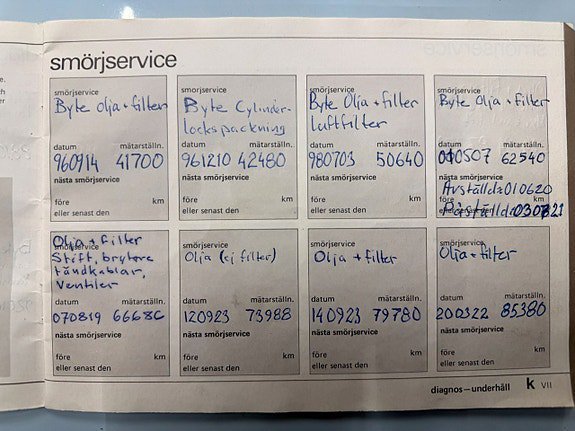 smörjservice
smörjservice
Byte olja + filter
datum mätarställn.
960914 41700
nästa smörjservice
före km
eller senast den
smörjservice
Byte Cylinder-
lockspackning
datum mätarställn.
961210 42480
nästa smörjservice
före km
eller senast den
smörjservice
Byte Olja + filter
luftfilter
datum mätarställn.
980703 50640
nästa smörjservice
före km
eller senast den
smörjservice
Byte Olja + filter
datum mätarställn.
010507 62540
nästa smörjservice
Avställd: 010620
före km
Påställd: 030821
eller senast den
Olja + filter
smörjservice
Stift, brytare
tändkablar,
Ventiler
datum mätarställn.
070819 66686
nästa smörjservice
före km
eller senast den
smörjservice
Olja (ej filter)
datum mätarställn.
120923 73988
nästa smörjservice
före km
eller senast den
smörjservice
Olja + filter
datum mätarställn.
140923 79780
nästa smörjservice
före km
eller senast den
smörjservice
Olja + filter
datum mätarställn.
200322 85380
nästa smörjservice
före km
eller senast den
diagnos–underhåll k VII